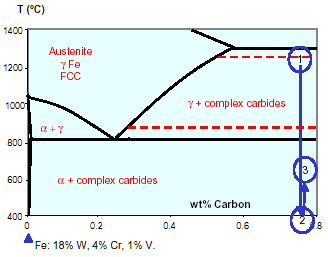 T (°C)
1400
1200
1000
800
600
400
Austenite
γ Fe
FCC
1
γ + complex carbides
α + γ
α + complex carbides
3
wt% Carbon
2
0 0.2 0.4 0.6 0.8
Fe: 18% W, 4% Cr, 1% V.